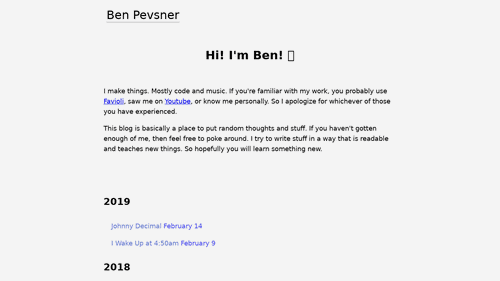 Ben Pevsner
Hi! I'm Ben!
I make things. Mostly code and music. If you're familiar with my work, you probably use
Favioli, saw me on Youtube, or know me personally. So I apologize for whichever of those
you have experienced.
This blog is basically a place to put random thoughts and stuff. If you haven't gotten
enough of me, then feel free to poke around. I try to write stuff in a way that is readable
and teaches new things. So hopefully you will learn something new.
2019
Johnny Decimal February 14
I Wake Up at 4:50am February 9
2018